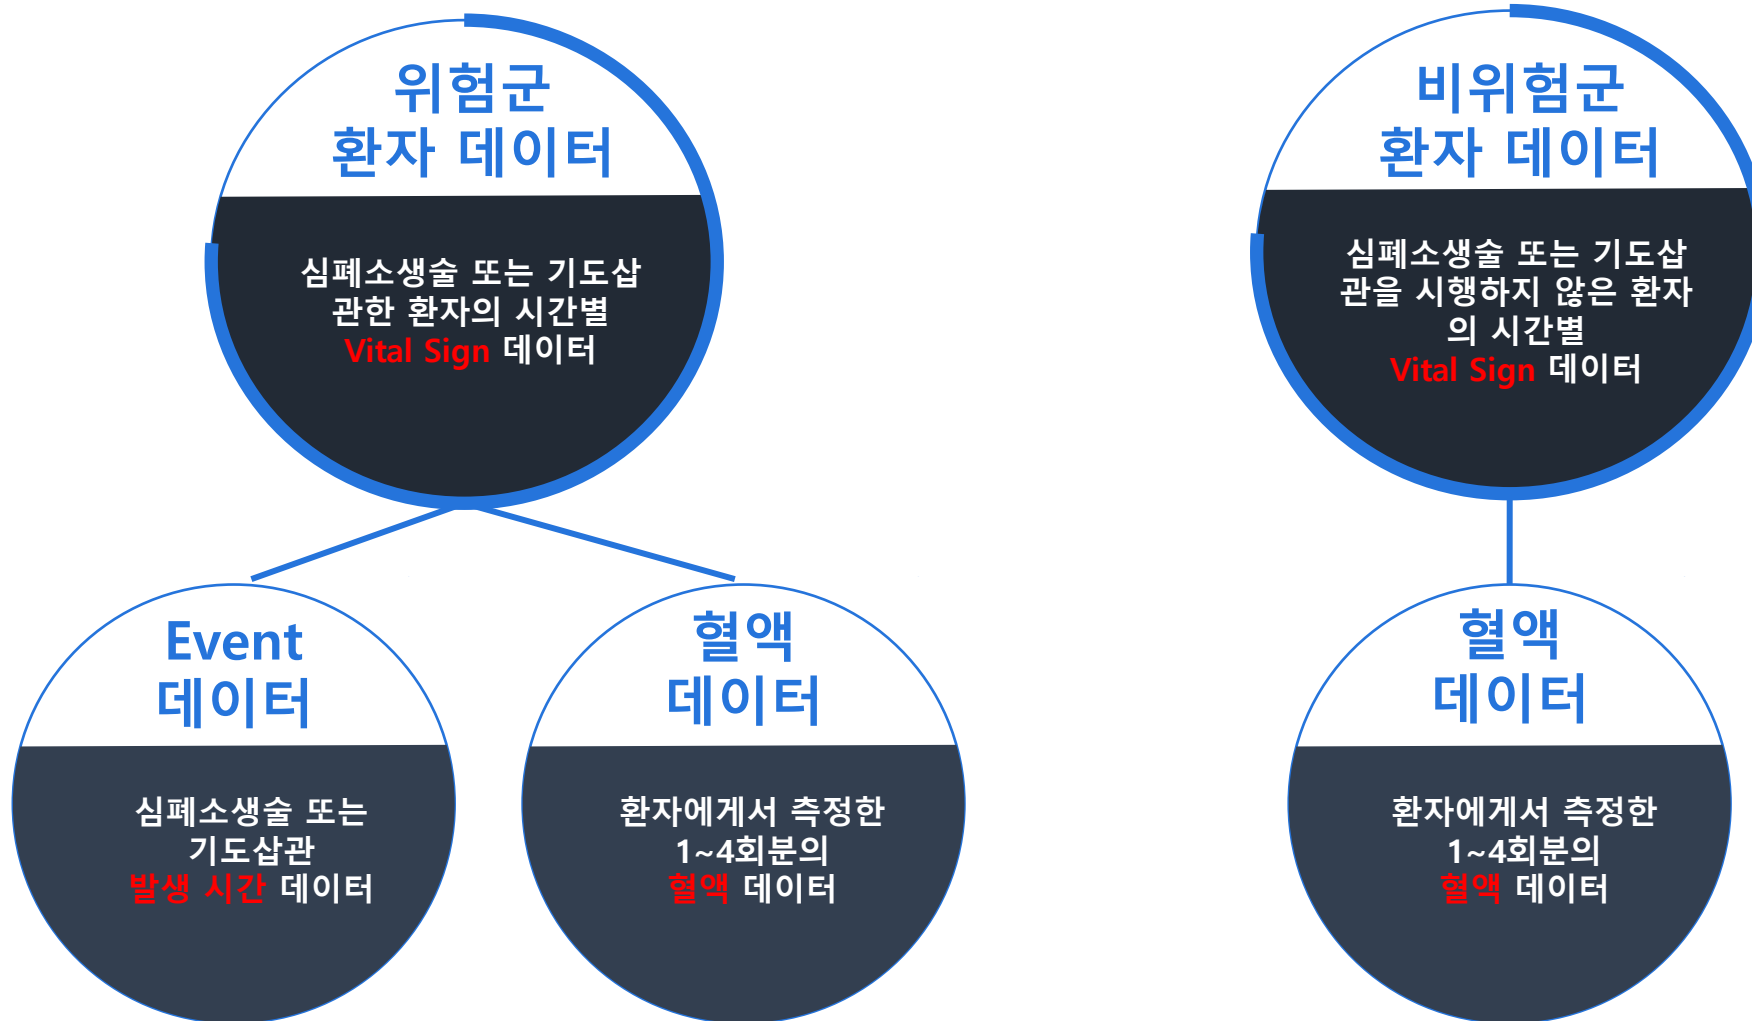 위험군
환자 데이터
심폐소생술 또는 기도삽
관한 환자의 시간별
Vital Sign 데이터
비위험군
환자 데이터
심폐소생술 또는 기도삽
관을 시행하지 않은 환자
의 시간별
Vital Sign 데이터
Event
데이터
심폐소생술 또는
기도삽관
발생 시간 데이터
혈액
데이터
환자에게서 측정한
1~4회분의
혈액 데이터
혈액
데이터
환자에게서 측정한
1~4회분의
혈액 데이터